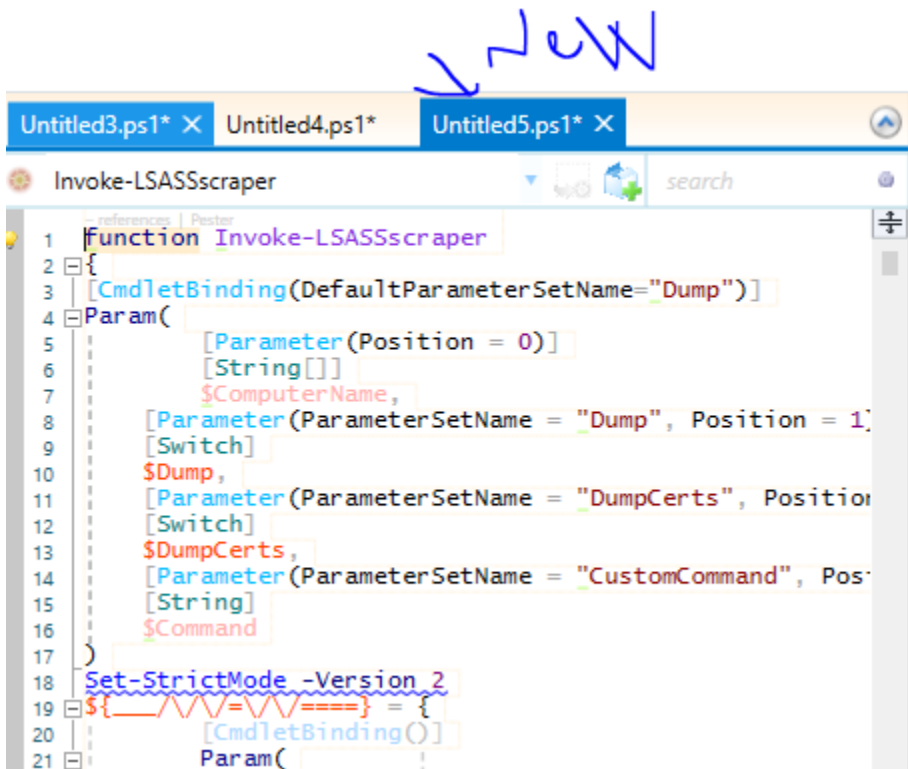 New
Untitled3.ps1* X Untitled4.ps1* Untitled5.ps1* X
Invoke-LSASSscraper search
– references | Pester
1 function Invoke-LSASSscraper
2 {
3 [CmdletBinding(DefaultParameterSetName="Dump")]
4 Param(
5 [Parameter(Position = 0)]
6 [String[]]
7 $ComputerName,
8 [Parameter(ParameterSetName = "Dump", Position = 1)
9 [Switch]
10 $Dump,
11 [Parameter(ParameterSetName = "DumpCerts", Position
12 [Switch]
13 $DumpCerts,
14 [Parameter(ParameterSetName = "CustomCommand", Pos
15 [String]
16 $Command
17 )
18 Set-StrictMode -Version 2
19 ${___/\/\/=\/\/====} = {
20 [CmdletBinding()]
21 Param(